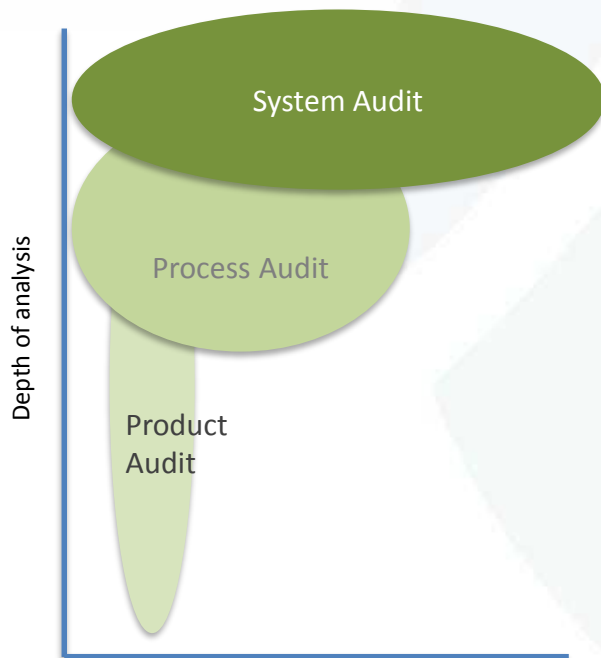 System Audit
Process Audit
Depth of analysis
Product
Audit